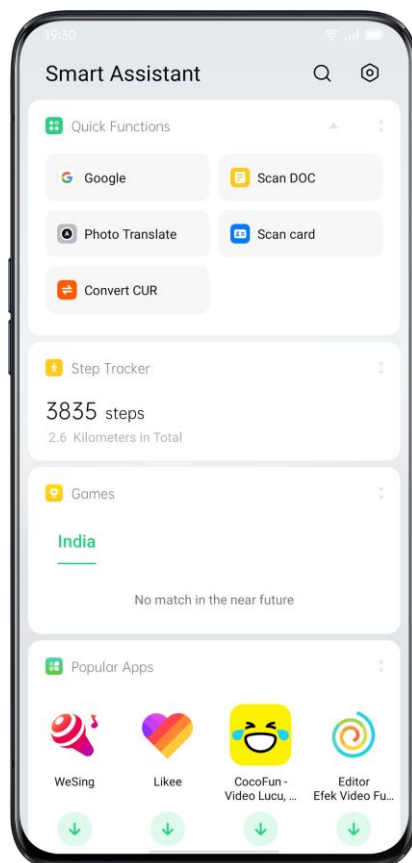 19:30
Smart Assistant
Quick Functions
Google
Scan DOC
Photo Translate
Scan card
Convert CUR
Step Tracker
3835 steps
2.6 Kilometers in Total
Games
India
No match in the near future
Popular Apps
WeSing
Likee
CocoFun -
Video Lucu, ...
Editor
Efek Video Fu...